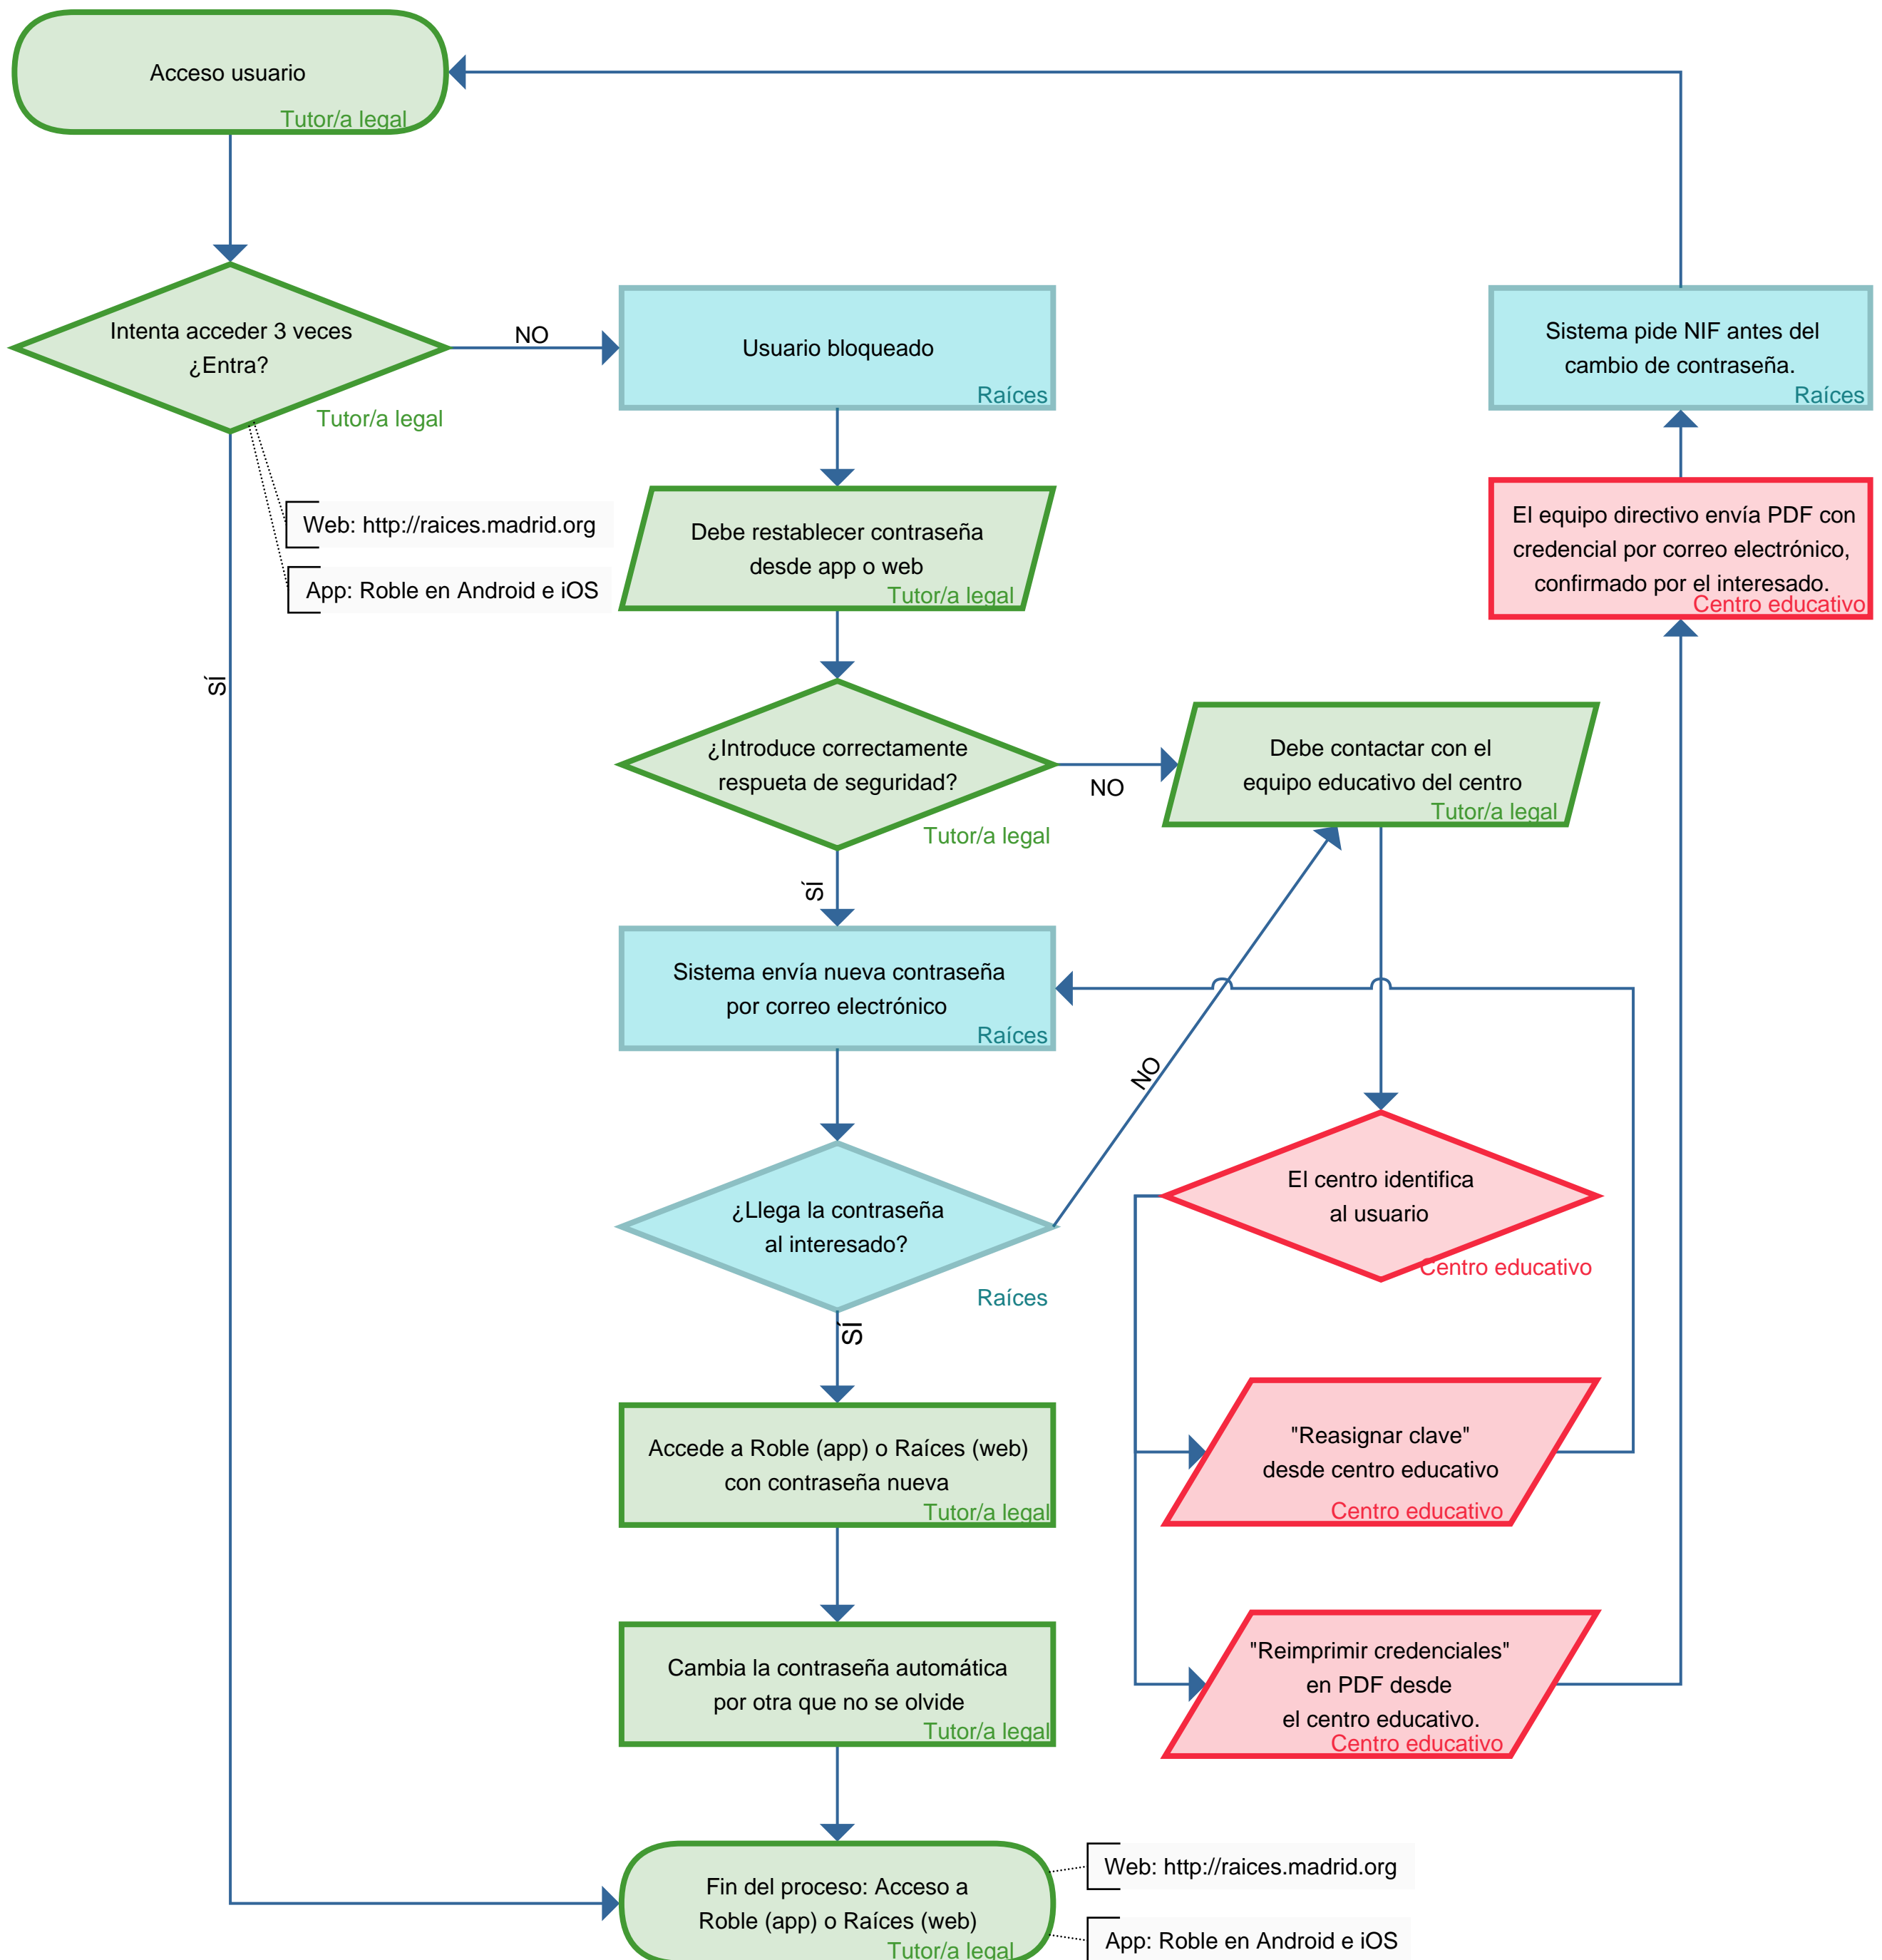 Acceso usuario
Tutor/a legal
Intenta acceder 3 veces
¿Entra?
Tutor/a legal
NO
Usuario bloqueado
Raíces
Sistema pide NIF antes del
cambio de contraseña.
Raíces
Web: http://raices.madrid.org
App: Roble en Android e iOS
Debe restablecer contraseña
desde app o web
Tutor/a legal
El equipo directivo envía PDF con
credencial por correo electrónico,
confirmado por el interesado.
Centro educativo
SÍ
¿Introduce correctamente
respueta de seguridad?
Tutor/a legal
NO
Debe contactar con el
equipo educativo del centro
Tutor/a legal
SÍ
Sistema envía nueva contraseña
por correo electrónico
Raíces
NO
¿Llega la contraseña
al interesado?
Raíces
El centro identifica
al usuario
Centro educativo
SÍ
Accede a Roble (app) o Raíces (web)
con contraseña nueva
Tutor/a legal
"Reasignar clave"
desde centro educativo
Centro educativo
Cambia la contraseña automática
por otra que no se olvide
Tutor/a legal
"Reimprimir credenciales"
en PDF desde
el centro educativo.
Centro educativo
Fin del proceso: Acceso a
Roble (app) o Raíces (web)
Tutor/a legal
Web: http://raices.madrid.org
App: Roble en Android e iOS